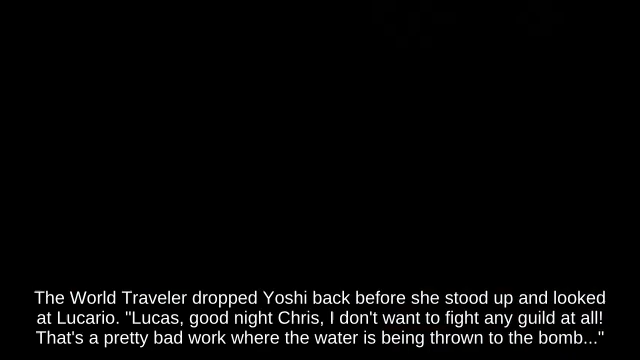 The World Traveler dropped Yoshi back before she stood up and looked
at Lucario. "Lucas, good night Chris, I don't want to fight any guild at all!
That's a pretty bad work where the water is being thrown to the bomb..."